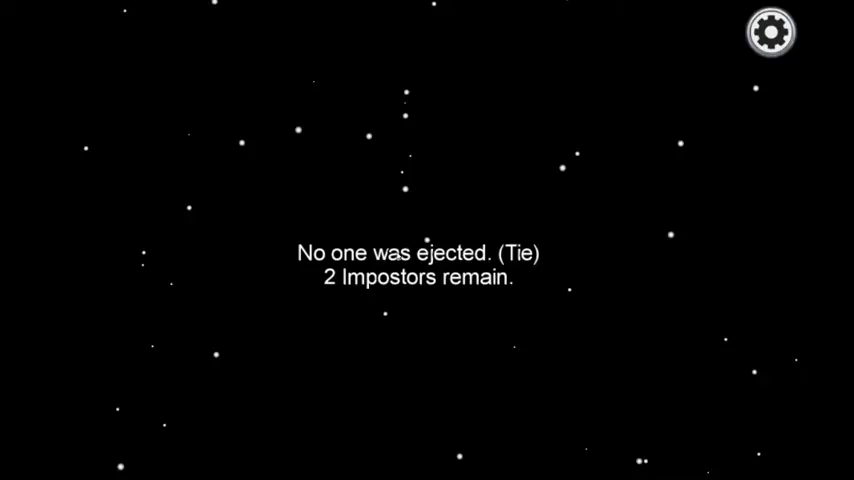 No one was ejected. (Tie)
2 Impostors remain.